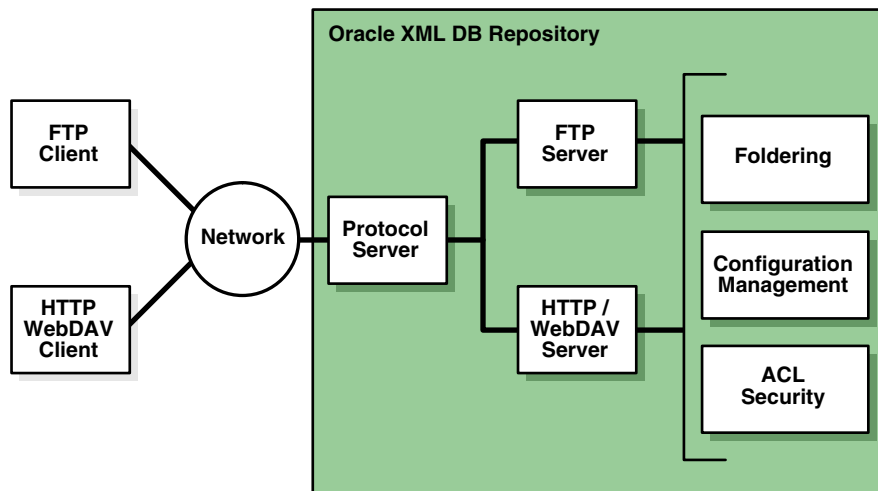 Oracle XML DB Repository
FTP
Client
HTTP
WebDAV
Client
Network
Protocol
Server
FTP
Server
HTTP /
WebDAV
Server
Foldering
Configuration
Management
ACL
Security